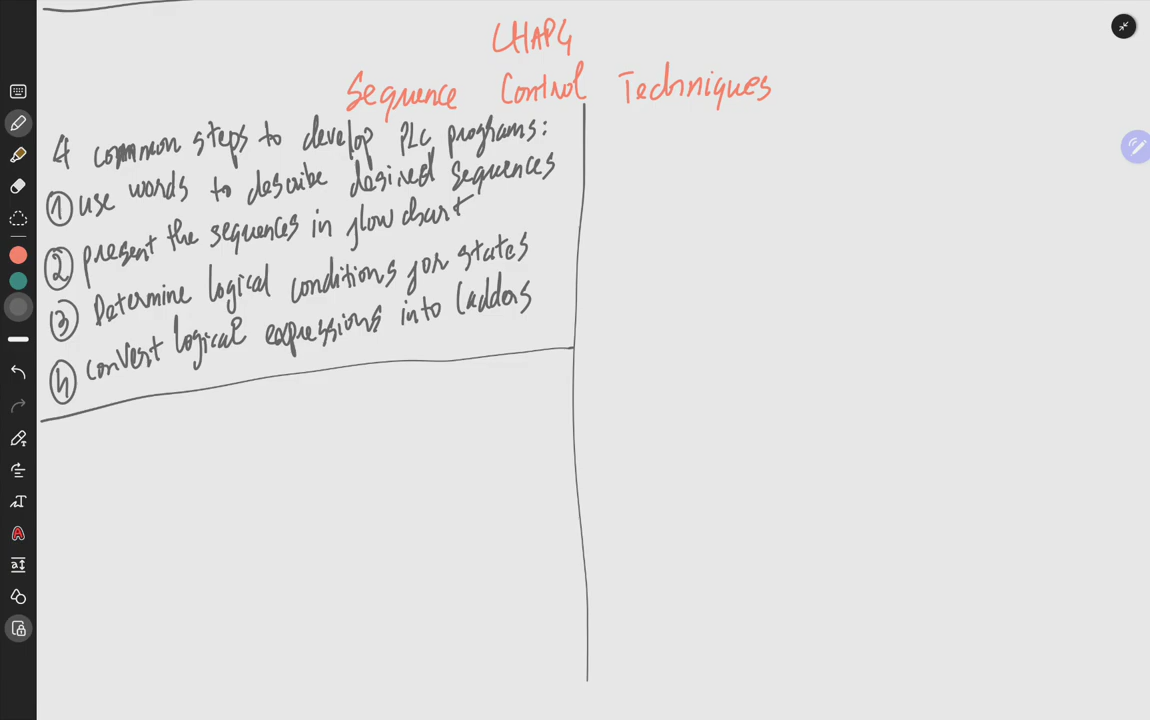 CHAP4
Sequence Control Techniques
4 common steps to develop PLC programs:
① use words to describe desired sequences
② present the sequences in flow chart
③ Determine logical conditions for states
④ convert logical expressions into ladders